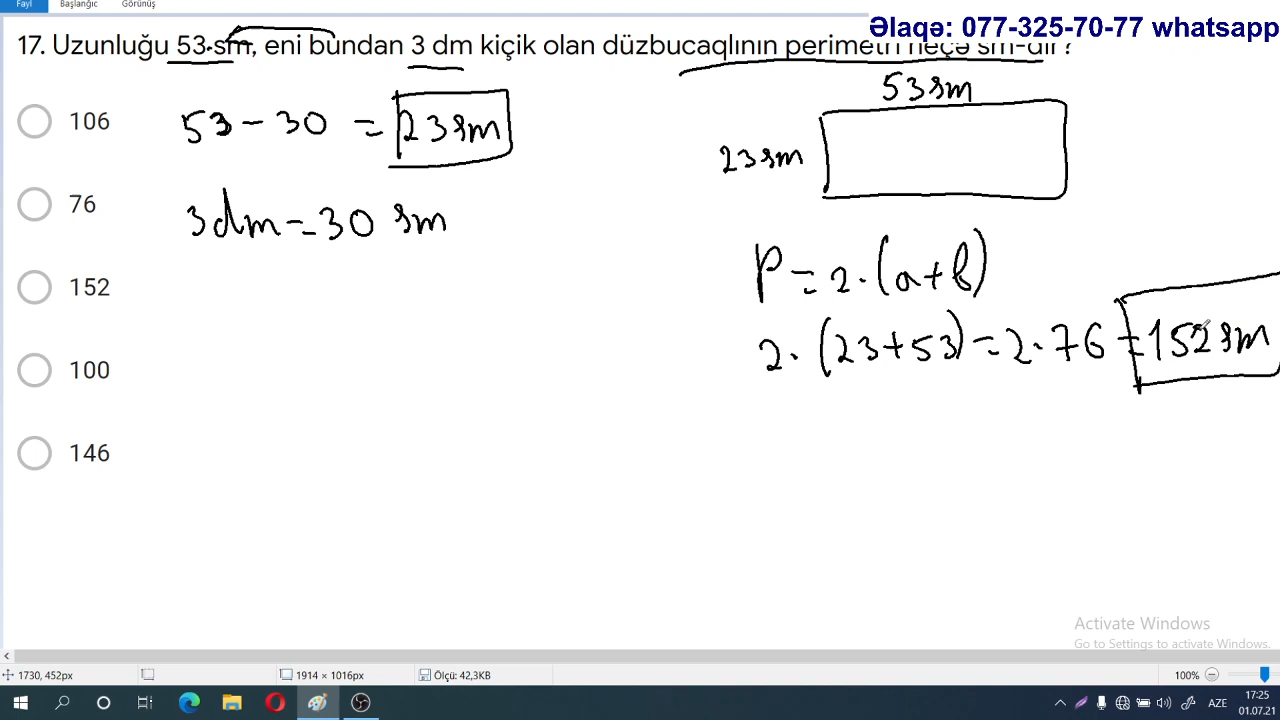 Fayl Başlanğıc Görünüş
Əlaqə: 077-325-70-77 whatsapp
17. Uzunluğu 53 sm, eni bundan 3 dm kiçik olan düzbucaqlının perimetri neçə sm-dir?
53 sm
106
53 - 30 = 23 sm
23 sm
76
3 dm = 30 sm
P = 2 · (a + b)
152
2 · (23 + 53) = 2 · 76 = 152 sm
100
146
Activate Windows
Go to Settings to activate Windows.
1730, 452px 1914 × 1016px Ölçü: 42,3KB 100%
AZE 17:25
01.07.21